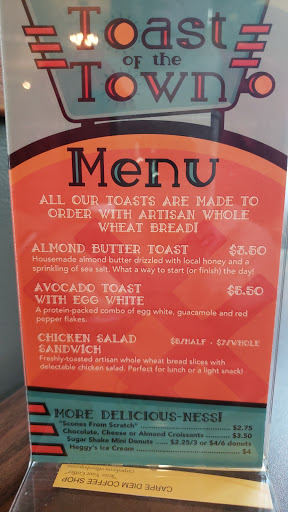 Toast
OF THE
Town
Menu
ALL OUR TOASTS ARE MADE TO
ORDER WITH ARTISAN WHOLE
WHEAT BREAD!
ALMOND BUTTER TOAST $3.50
Housemade almond butter drizzled with local honey and a
sprinkling of sea salt. What a way to start (or finish) the day!
AVOCADO TOAST
WITH EGG WHITE $5.50
A protein-packed combo of egg white, guacamole and red
pepper flakes.
CHICKEN SALAD
SANDWICH /HALF • $7/WHOLE
Freshly-toasted artisan whole wheat bread slices with
delectable chicken salad. Perfect for lunch or a light snack!
MORE DELICIOUS-NESS!
"Scones From Scratch" $2.75
Chocolate, Cheese or Almond Croissants $3.50
Sugar Shake Mini Donuts $2.25/3 or $4/6 donuts
Heggy's Ice Cream $4
CARPE DIEM COFFEE SHOP